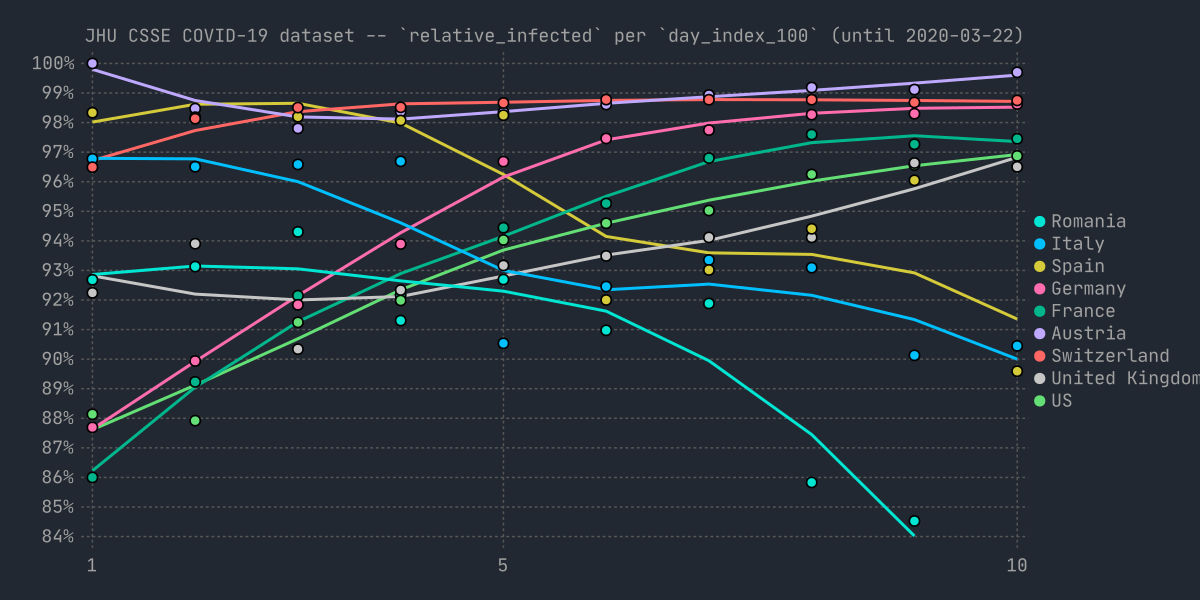 JHU CSSE COVID-19 dataset -- `relative_infected` per `day_index_100` (until 2020-03-22)
100%
99%
98%
97%
96%
95%
94%
93%
92%
91%
90%
89%
88%
87%
86%
85%
84%
1
5
10
Romania
Italy
Spain
Germany
France
Austria
Switzerland
United Kingdom
US